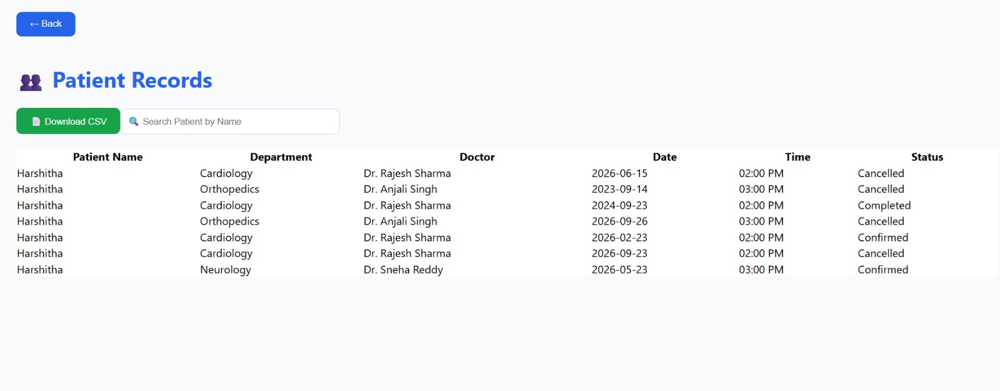 ← Back
Patient Records
Download CSV
Search Patient by Name
Patient Name Department Doctor Date Time Status
Harshitha Cardiology Dr. Rajesh Sharma 2026-06-15 02:00 PM Cancelled
Harshitha Orthopedics Dr. Anjali Singh 2023-09-14 03:00 PM Cancelled
Harshitha Cardiology Dr. Rajesh Sharma 2024-09-23 02:00 PM Completed
Harshitha Orthopedics Dr. Anjali Singh 2026-09-26 03:00 PM Cancelled
Harshitha Cardiology Dr. Rajesh Sharma 2026-02-23 02:00 PM Confirmed
Harshitha Cardiology Dr. Rajesh Sharma 2026-09-23 02:00 PM Cancelled
Harshitha Neurology Dr. Sneha Reddy 2026-05-23 03:00 PM Confirmed